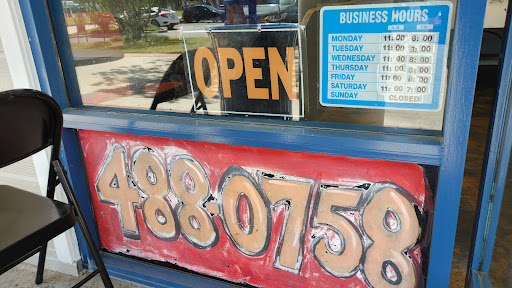 BUSINESS HOURS
A.M. P.M.
MONDAY 11:00 8:00
TUESDAY 11:00 8:00
WEDNESDAY 11:00 8:00
THURSDAY 11:00 8:00
FRIDAY 11:00 8:00
SATURDAY 11:00 7:00
SUNDAY CLOSED
OPEN
488-0758